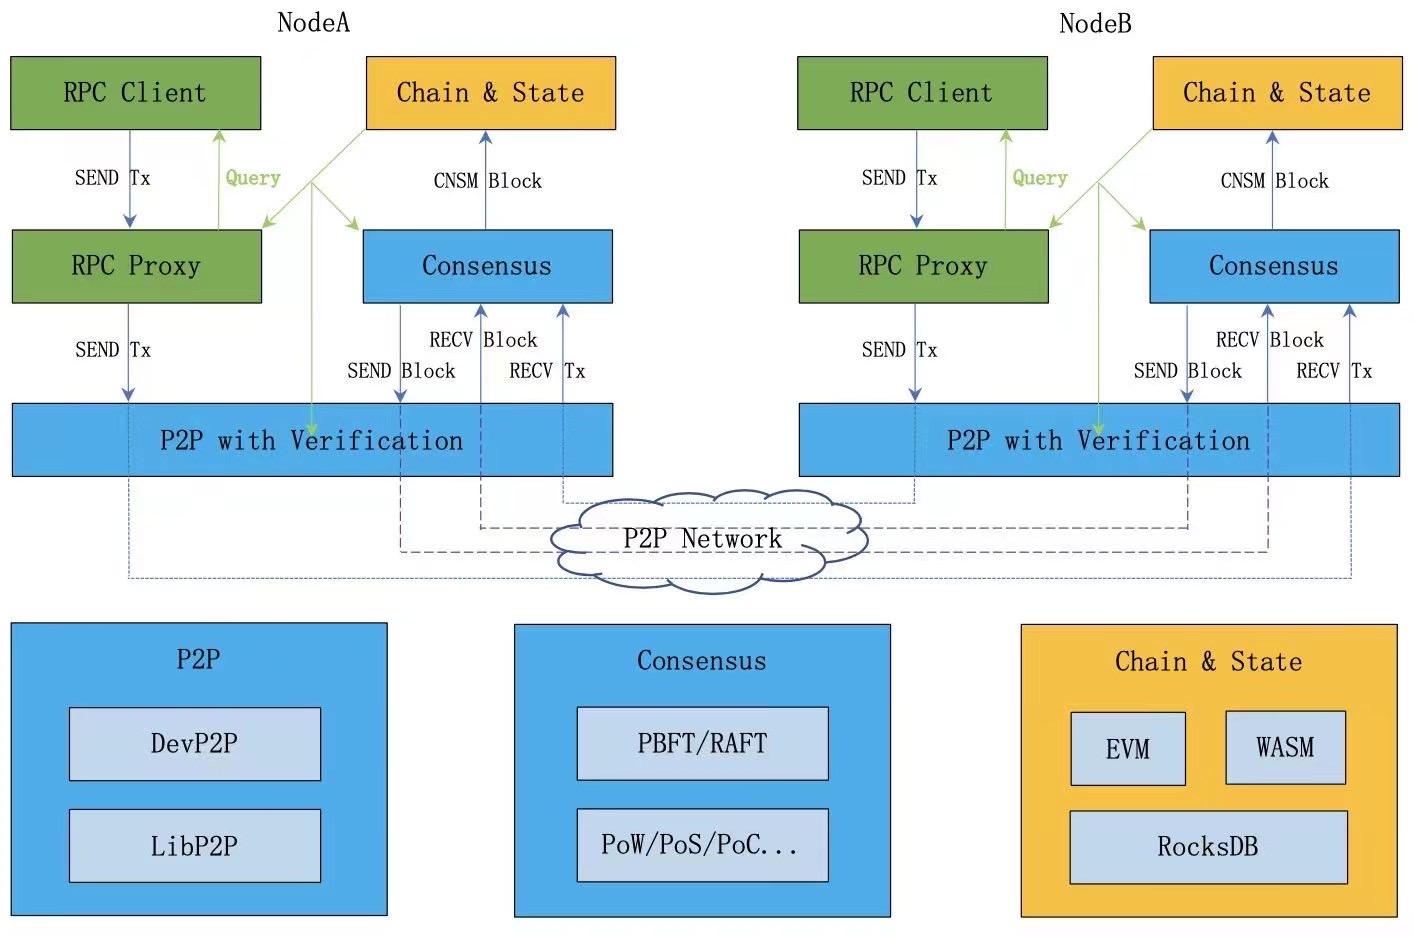 NodeA
NodeB
RPC Client
Chain & State
RPC Client
Chain & State
SEND Tx
Query
CNSM Block
SEND Tx
Query
CNSM Block
RPC Proxy
Consensus
RPC Proxy
Consensus
SEND Tx
RECV Block
SEND Block
RECV Tx
SEND Tx
RECV Block
SEND Block
RECV Tx
P2P with Verification
P2P with Verification
P2P Network
P2P
DevP2P
LibP2P
Consensus
PBFT/RAFT
PoW/PoS/PoC...
Chain & State
EVM
WASM
RocksDB